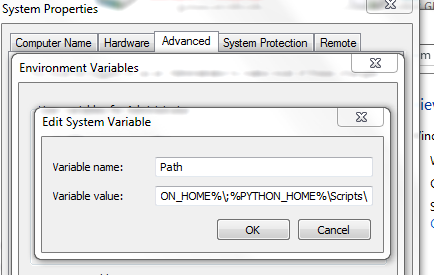 System Properties
Computer Name Hardware Advanced System Protection Remote
Environment Variables
Edit System Variable
Variable name: Path
Variable value: ON_HOME%\;%PYTHON_HOME%\Scripts\
OK Cancel